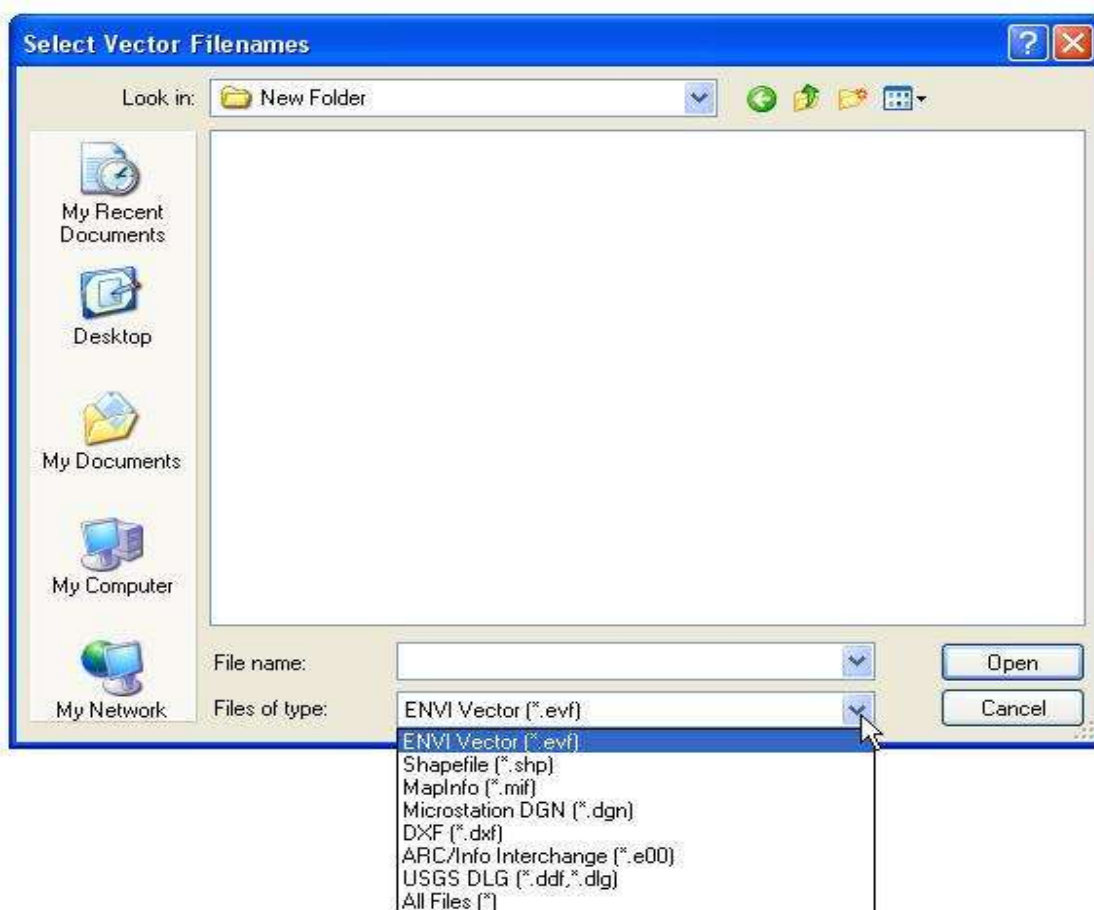 Select Vector Filenames
Look in:
New Folder
My Recent
Documents
Desktop
My Documents
My Computer
My Network
File name:
Open
Files of type:
ENVI Vector (*.evf)
Cancel
ENVI Vector (*.evf)
Shapefile (*.shp)
MapInfo (*.mif)
Microstation DGN (*.dgn)
DXF (*.dxf)
ARC/Info Interchange (*.e00)
USGS DLG (*.ddf,*.dlg)
All Files (*)